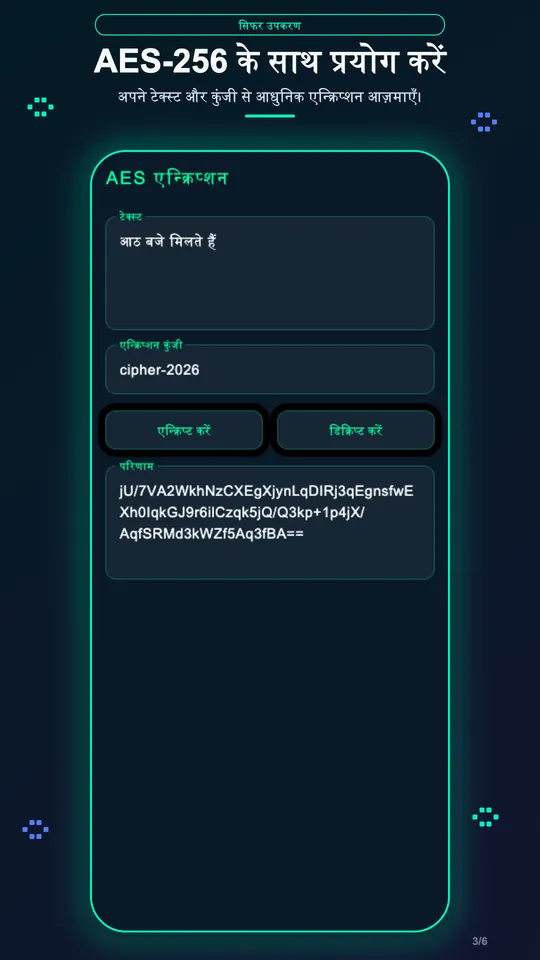 सिफर उपकरण
AES-256 के साथ प्रयोग करें
अपने टेक्स्ट और कुंजी से आधुनिक एन्क्रिप्शन आज़माएँ।
AES एन्क्रिप्शन
टेक्स्ट
आठ बजे मिलते हैं
एन्क्रिप्शन कुंजी
cipher-2026
एन्क्रिप्ट करें
डिक्रिप्ट करें
परिणाम
jU/7VA2WkhNzCXEgXjynLqDIRj3qEgnsfwE
Xh0IqkGJ9r6ilCzqk5jQ/Q3kp+1p4jX/
AqfSRMd3kWZf5Aq3fBA==
3/6